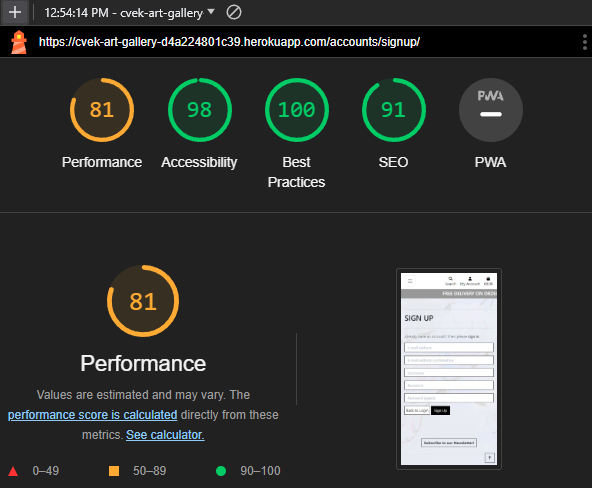 12:54:14 PM - cvek-art-gallery
https://cvek-art-gallery-d4a224801c39.herokuapp.com/accounts/signup/
81
98
100
91
PWA
Performance
Accessibility
Best
Practices
SEO
PWA
81
Performance
Values are estimated and may vary. The
performance score is calculated directly from these
metrics. See calculator.
0–49
50–89
90–100
Search
My Account
FREE DELIVERY ON ORDE
SIGN UP
Already have an account? Then please sign in.
E-mail address
E-mail address confirmation
Username
Password
Password (again)
Back to Login
Sign Up
Subscribe to our Newsletter!